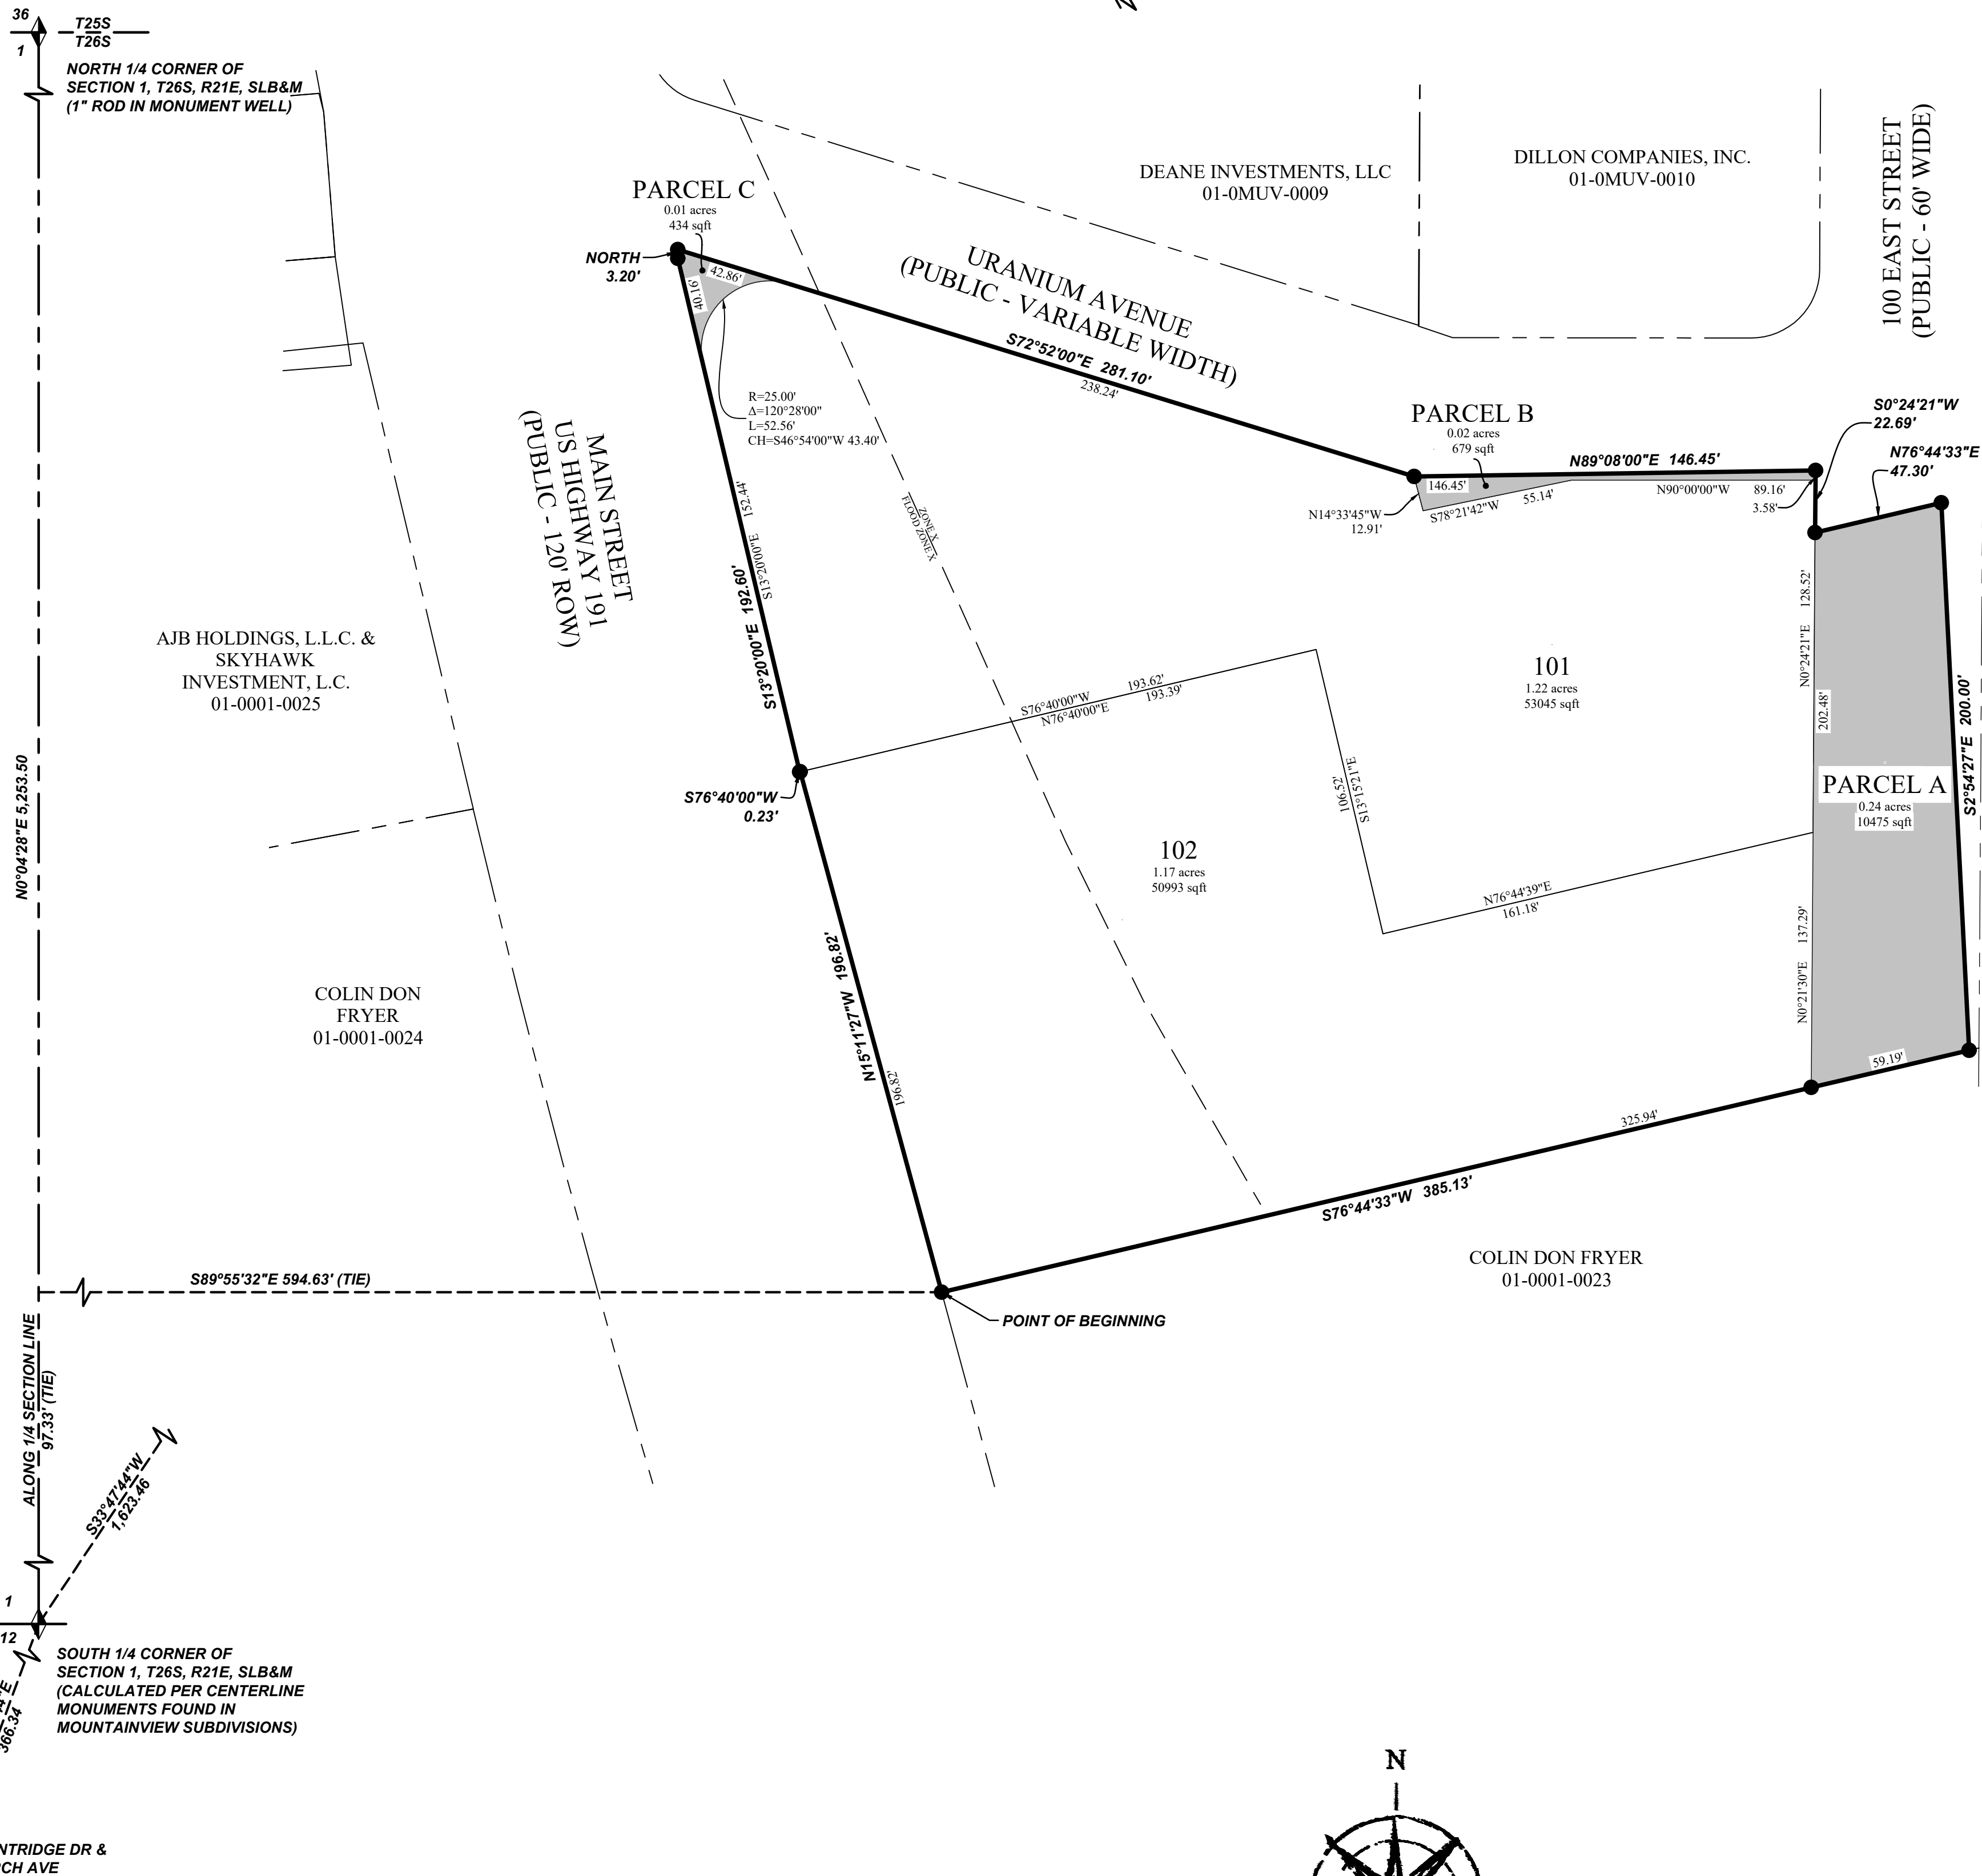 36
T25S
T26S
1
NORTH 1/4 CORNER OF
SECTION 1, T26S, R21E, SLB&M
(1" ROD IN MONUMENT WELL)
DEANE INVESTMENTS, LLC
01-0MUV-0009
DILLON COMPANIES, INC.
01-0MUV-0010
100 EAST STREET
(PUBLIC - 60' WIDE)
PARCEL C
0.01 acres
434 sqft
NORTH
3.20'
42.86'
40.16'
URANIUM AVENUE
(PUBLIC - VARIABLE WIDTH)
S72°52'00"E 281.10'
238.24'
R=25.00'
Δ=120°28'00"
L=52.56'
CH=S46°54'00"W 43.40'
PARCEL B
0.02 acres
679 sqft
N89°08'00"E 146.45'
146.45'
N14°33'45"W
12.91'
S78°21'42"W 55.14'
N90°00'00"W 89.16'
3.58'
S0°24'21"W
22.69'
N76°44'33"E
47.30'
MAIN STREET
US HIGHWAY 191
(PUBLIC - 120' ROW)
S13°20'00"E 192.60'
S13°20'00"E 152.44'
ZONE X
FLOOD ZONE X
AJB HOLDINGS, L.L.C. &
SKYHAWK
INVESTMENT, L.C.
01-0001-0025
S76°40'00"W 193.62'
N76°40'00"E 193.39'
101
1.22 acres
53045 sqft
N0°24'21"E 128.52'
202.48'
S2°54'27"E 200.00'
PARCEL A
0.24 acres
10475 sqft
S76°40'00"W
0.23'
106.52'
S13°15'21"E
102
1.17 acres
50993 sqft
N76°44'39"E
161.18'
N0°21'30"E 137.29'
N0°04'28"E 5,253.50
COLIN DON
FRYER
01-0001-0024
N15°11'27"W 196.82'
196.82'
59.19'
325.94'
S76°44'33"W 385.13'
COLIN DON FRYER
01-0001-0023
S89°55'32"E 594.63' (TIE)
POINT OF BEGINNING
ALONG 1/4 SECTION LINE
97.33' (TIE)
S33°47'44"W
1,623.46
1
12
SOUTH 1/4 CORNER OF
SECTION 1, T26S, R21E, SLB&M
(CALCULATED PER CENTERLINE
MONUMENTS FOUND IN
MOUNTAINVIEW SUBDIVISIONS)
4"E
366.34
N
NTRIDGE DR &
RCH AVE